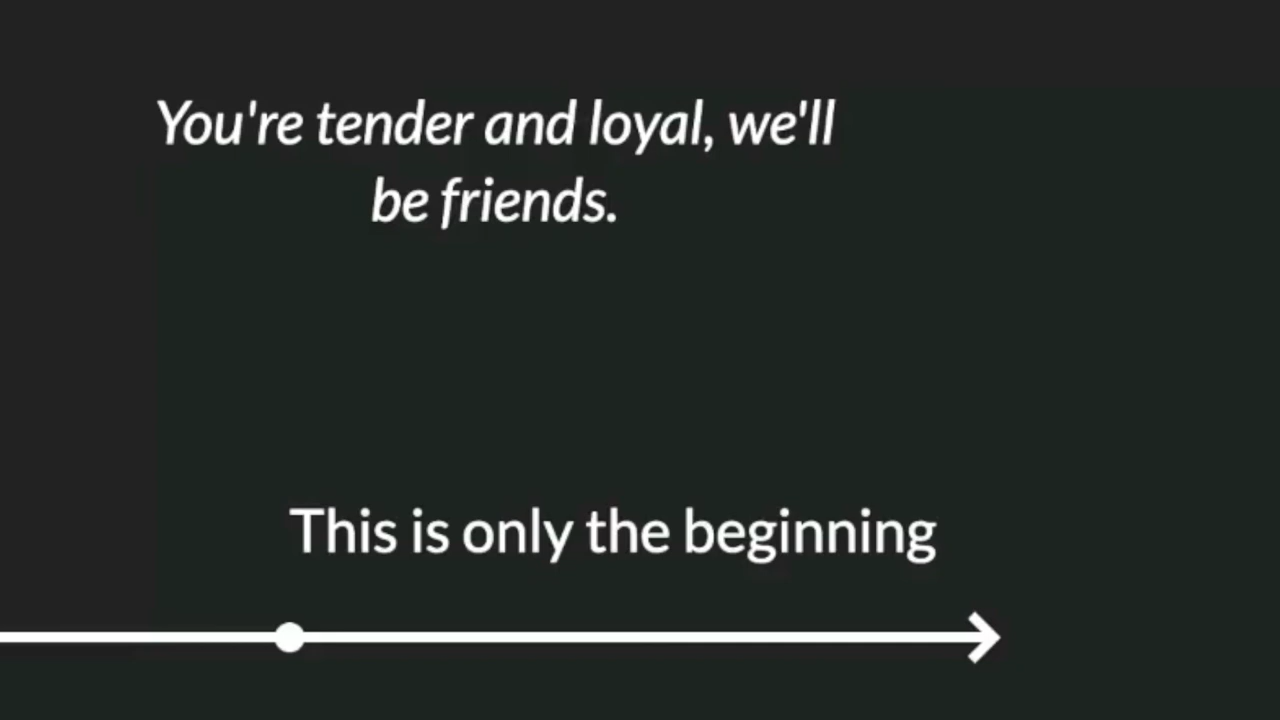 You're tender and loyal, we'll
be friends.
This is only the beginning